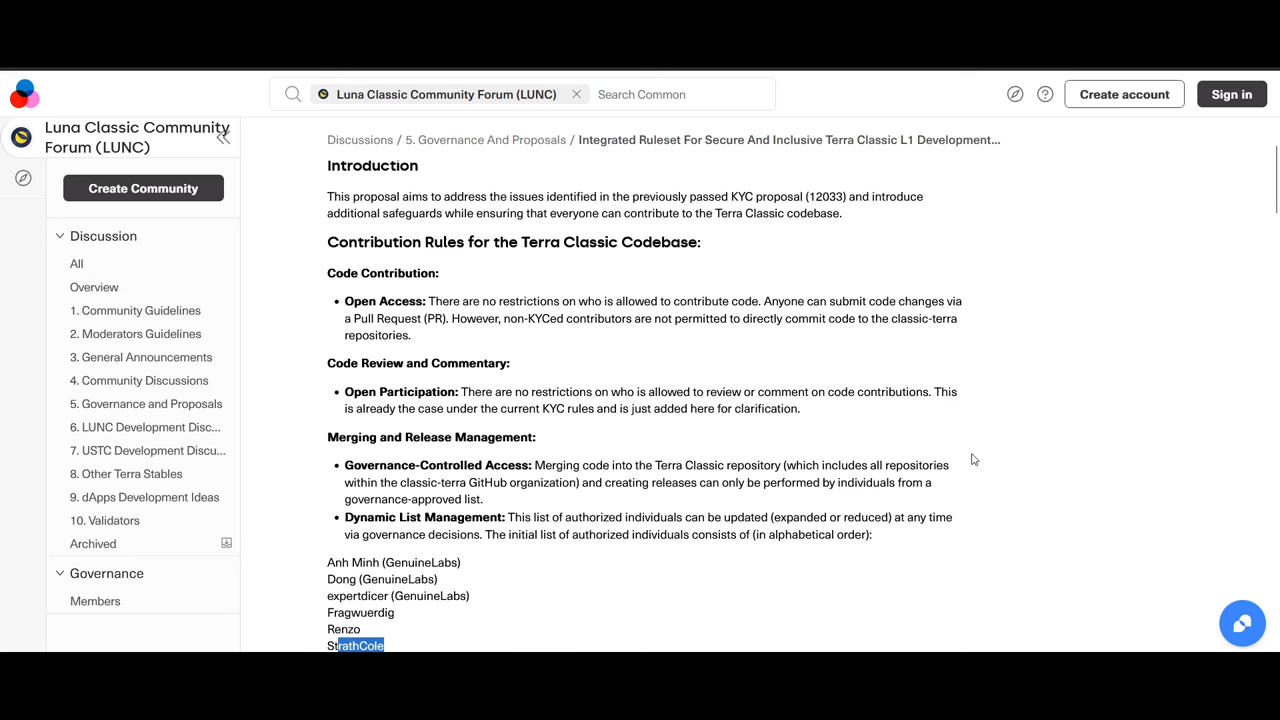 Luna Classic Community Forum (LUNC)
Search Common
Create account
Sign in
Luna Classic Community
Forum (LUNC)
Create Community
Discussion
All
Overview
1. Community Guidelines
2. Moderators Guidelines
3. General Announcements
4. Community Discussions
5. Governance and Proposals
6. LUNC Development Disc...
7. USTC Development Discu...
8. Other Terra Stables
9. dApps Development Ideas
10. Validators
Archived
Governance
Members
Discussions / 5. Governance And Proposals / Integrated Ruleset For Secure And Inclusive Terra Classic L1 Development...
Introduction
This proposal aims to address the issues identified in the previously passed KYC proposal (12033) and introduce
additional safeguards while ensuring that everyone can contribute to the Terra Classic codebase.
Contribution Rules for the Terra Classic Codebase:
Code Contribution:
• Open Access: There are no restrictions on who is allowed to contribute code. Anyone can submit code changes via
a Pull Request (PR). However, non-KYCed contributors are not permitted to directly commit code to the classic-terra
repositories.
Code Review and Commentary:
• Open Participation: There are no restrictions on who is allowed to review or comment on code contributions. This
is already the case under the current KYC rules and is just added here for clarification.
Merging and Release Management:
• Governance-Controlled Access: Merging code into the Terra Classic repository (which includes all repositories
within the classic-terra GitHub organization) and creating releases can only be performed by individuals from a
governance-approved list.
• Dynamic List Management: This list of authorized individuals can be updated (expanded or reduced) at any time
via governance decisions. The initial list of authorized individuals consists of (in alphabetical order):
Anh Minh (GenuineLabs)
Dong (GenuineLabs)
expertdicer (GenuineLabs)
Fragwuerdig
Renzo
StrathCole